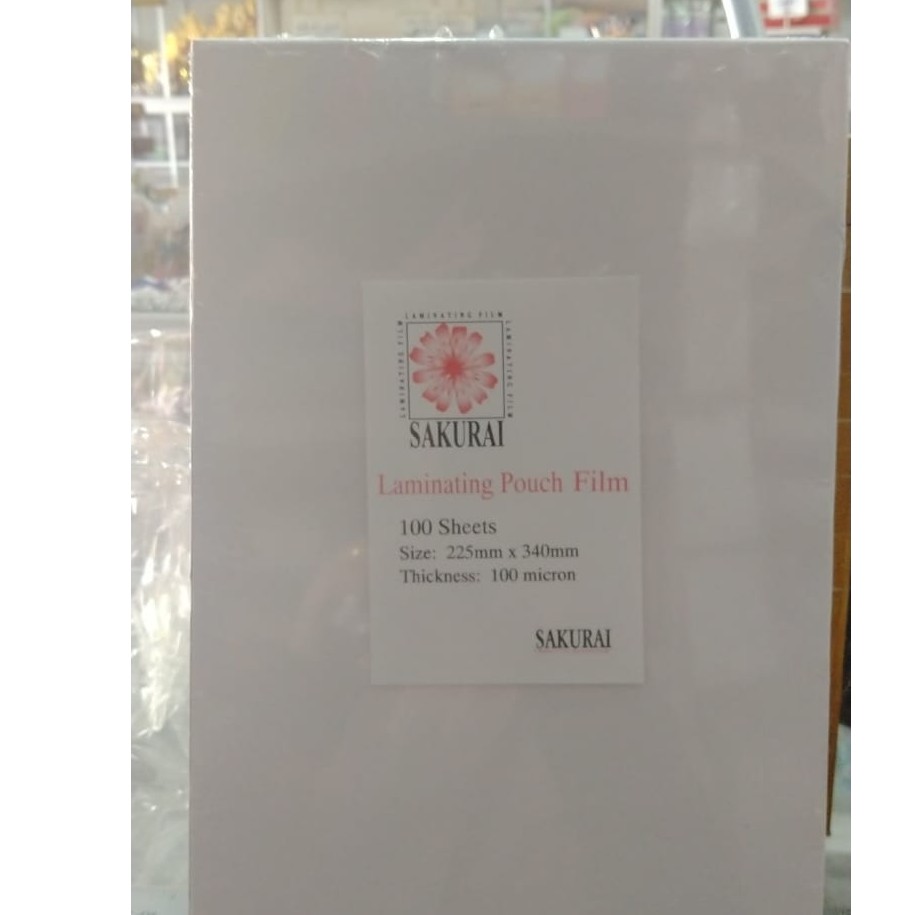 LAMINATING FILM
LAMINATING FILM
LAMINATING FILM
SAKURAI
Laminating Pouch Film
100 Sheets
Size: 225mm x 340mm
Thickness: 100 micron
SAKURAI